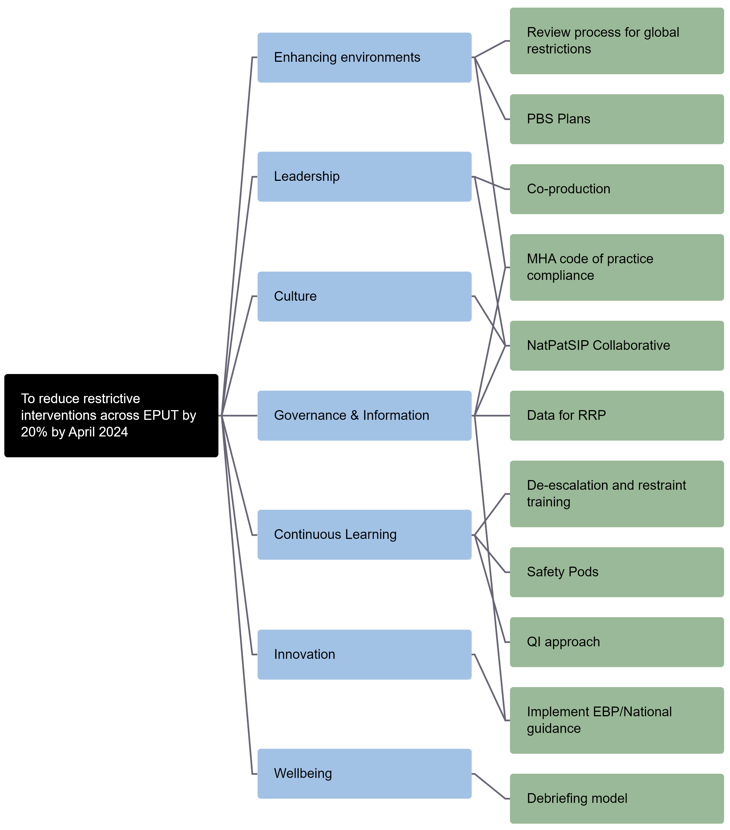 To reduce restrictive
interventions across EPUT by
20% by April 2024
Enhancing environments
Leadership
Culture
Governance & Information
Continuous Learning
Innovation
Wellbeing
Review process for global
restrictions
PBS Plans
Co-production
MHA code of practice
compliance
NatPatSIP Collaborative
Data for RRP
De-escalation and restraint
training
Safety Pods
QI approach
Implement EBP/National
guidance
Debriefing model